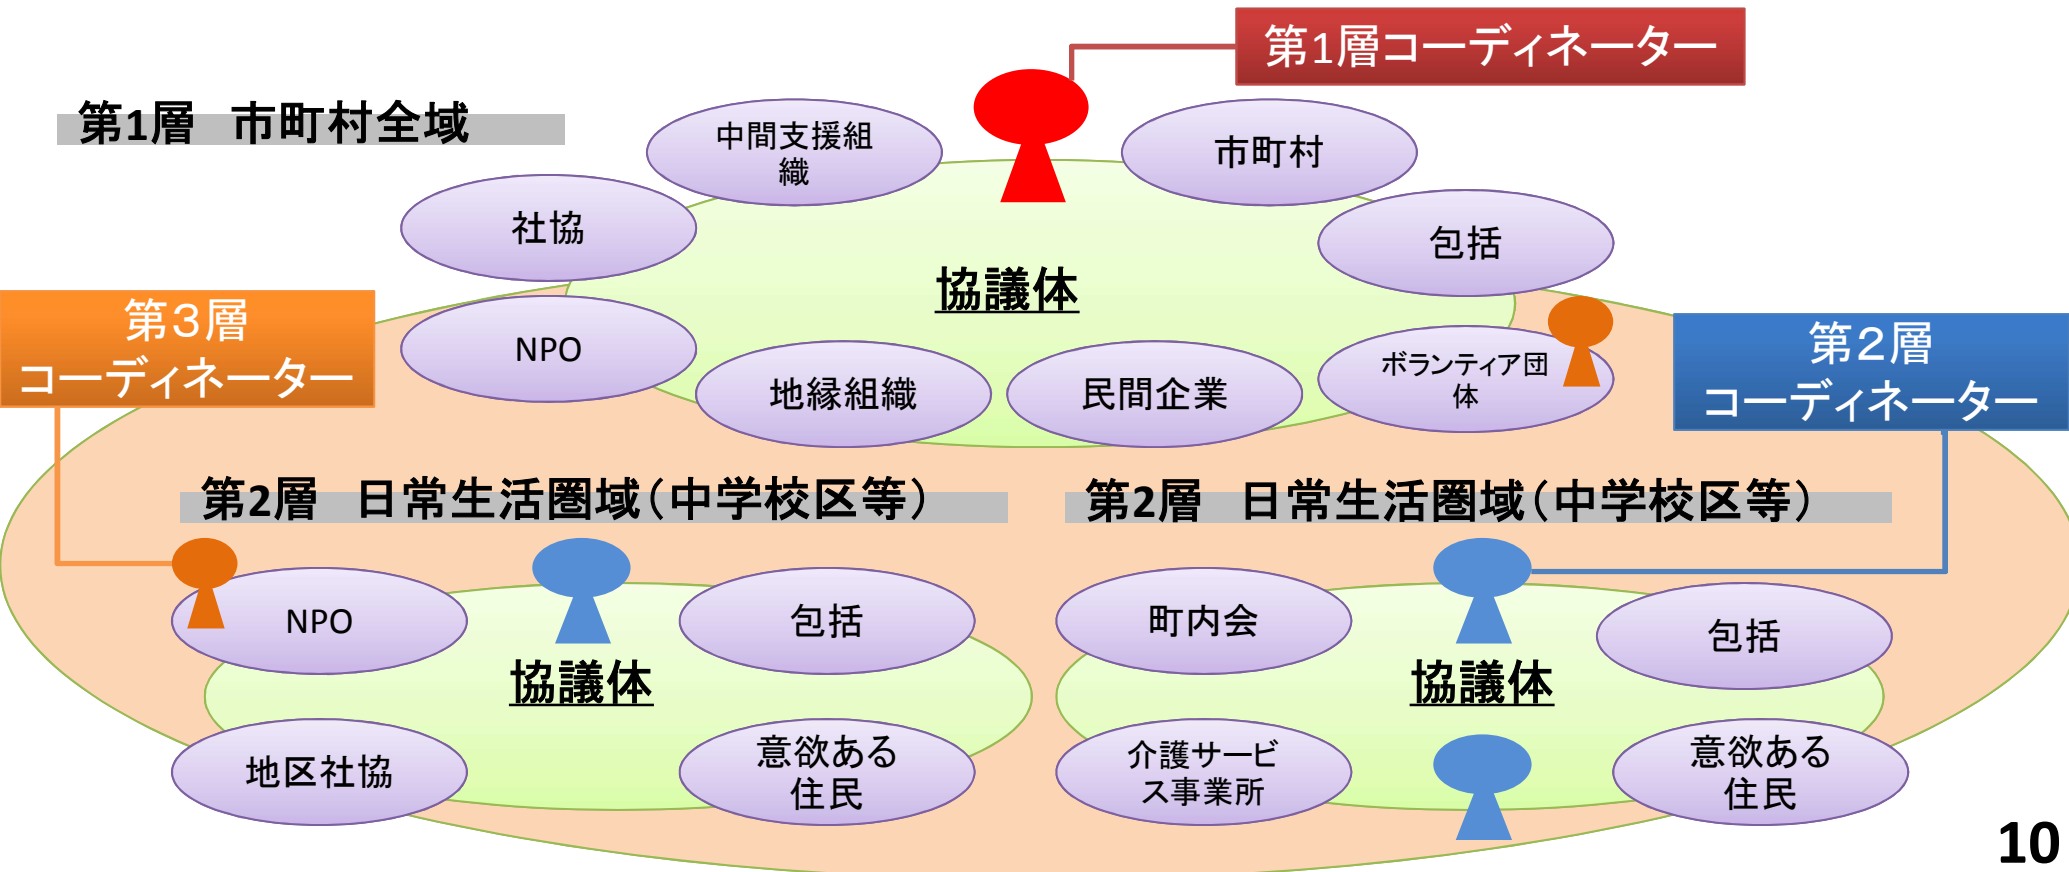 第1層コーディネーター
第1層　市町村全域
中間支援組
織
市町村
社協
包括
協議体
第３層
コーディネーター
NPO
地縁組織
民間企業
ボランティア団
体
第２層
コーディネーター
第2層　日常生活圏域（中学校区等）
第2層　日常生活圏域（中学校区等）
NPO
包括
協議体
地区社協
意欲ある
住民
町内会
包括
協議体
介護サービ
ス事業所
意欲ある
住民
10